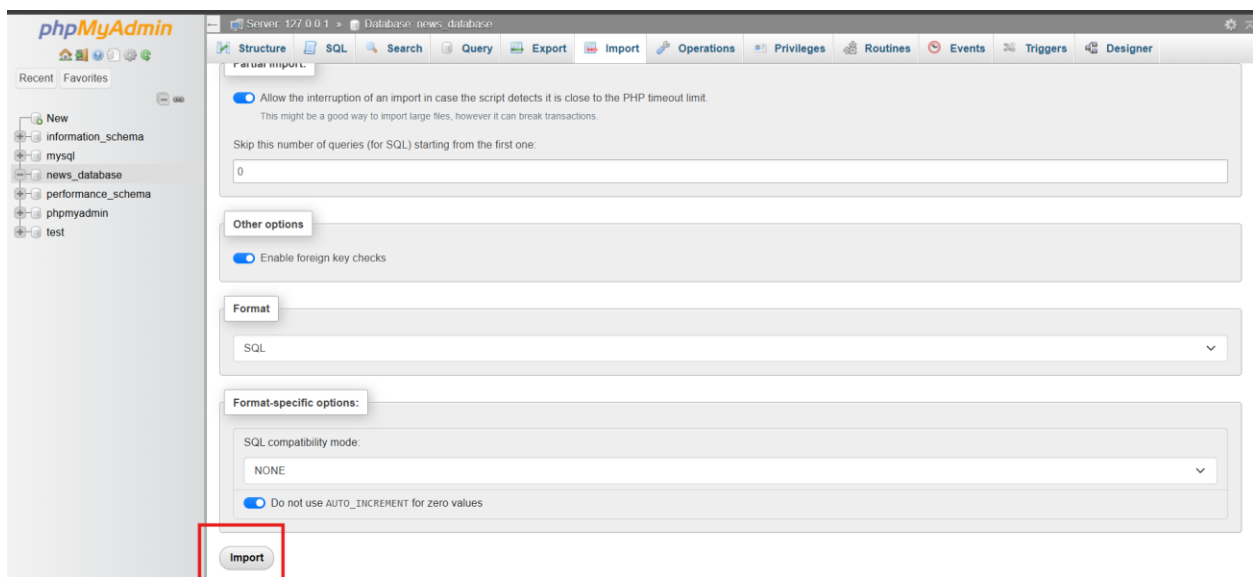 phpMyAdmin
Recent Favorites
New
information_schema
mysql
news_database
performance_schema
phpmyadmin
test
Server: 127.0.0.1 » Database: news_database
Structure SQL Search Query Export Import Operations Privileges Routines Events Triggers Designer
Partial import:
Allow the interruption of an import in case the script detects it is close to the PHP timeout limit.
This might be a good way to import large files, however it can break transactions.
Skip this number of queries (for SQL) starting from the first one:
0
Other options
Enable foreign key checks
Format
SQL
Format-specific options:
SQL compatibility mode:
NONE
Do not use AUTO_INCREMENT for zero values
Import